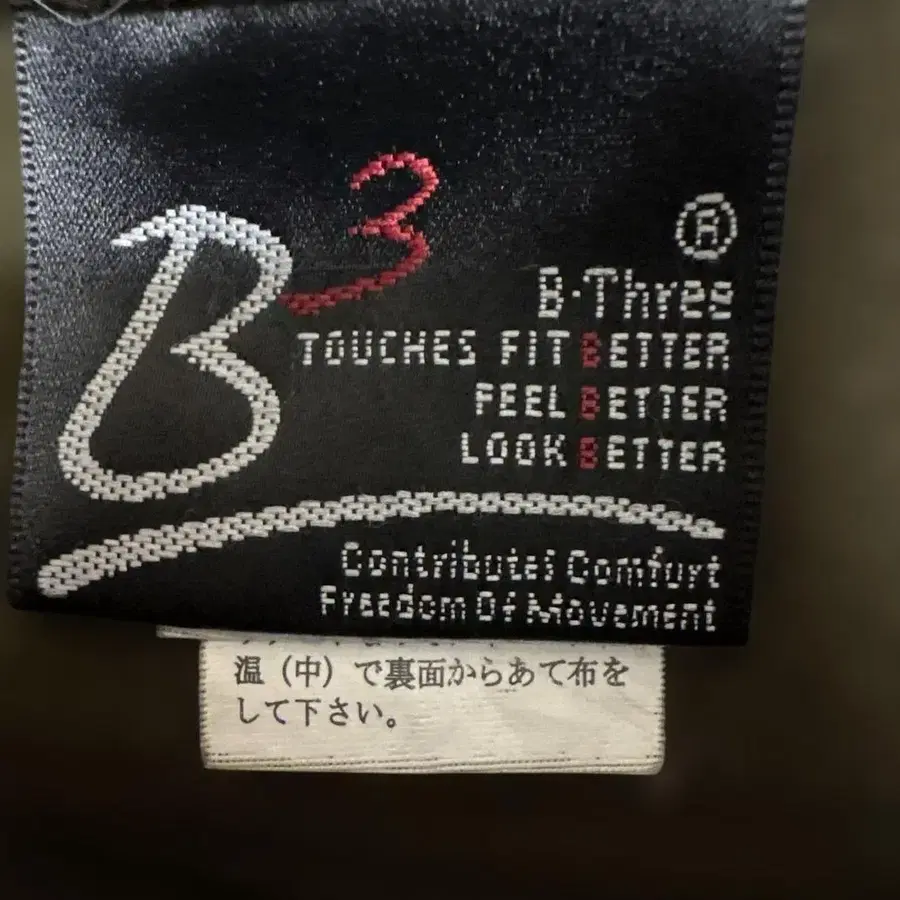 B3
®
B·Three
TOUCHES FIT BETTER
FEEL BETTER
LOOK BETTER
Contributes Comfort
Freedom Of Movement
温（中）で裏面からあて布を
して下さい。